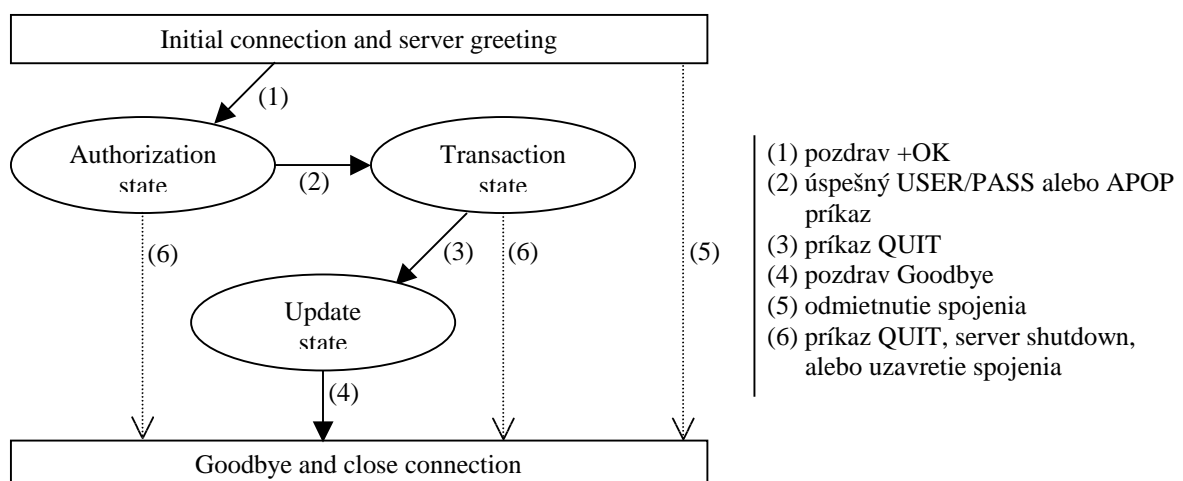 Initial connection and server greeting
(1)
Authorization
state
(2)
Transaction
state
(1) pozdrav +OK
(2) úspešný USER/PASS alebo APOP
príkaz
(3) príkaz QUIT
(4) pozdrav Goodbye
(5) odmietnutie spojenia
(6) príkaz QUIT, server shutdown,
alebo uzavretie spojenia
(6)
(3)
(6)
(5)
Update
state
(4)
Goodbye and close connection